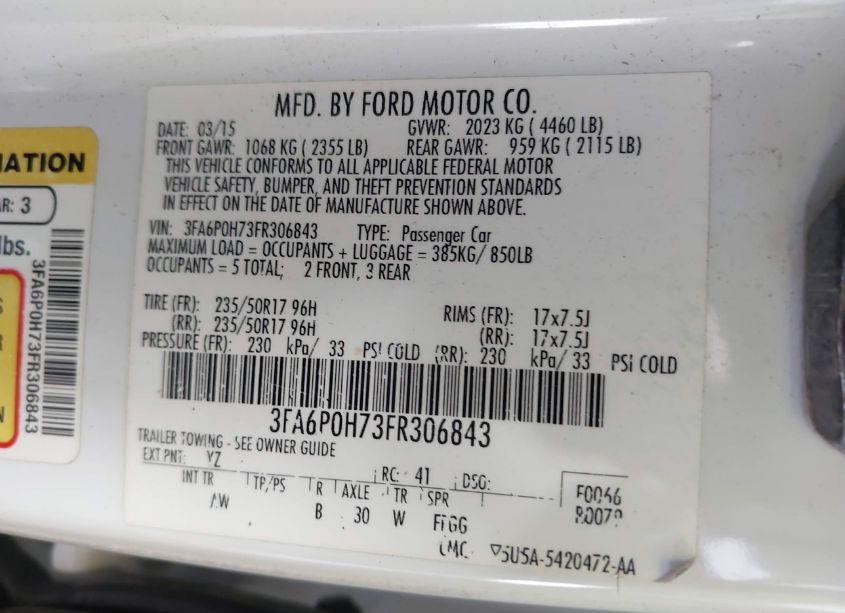 MFD. BY FORD MOTOR CO.
DATE: 03/15 GVWR: 2023 KG ( 4460 LB)
FRONT GAWR: 1068 KG ( 2355 LB) REAR GAWR: 959 KG ( 2115 LB)
THIS VEHICLE CONFORMS TO ALL APPLICABLE FEDERAL MOTOR
VEHICLE SAFETY, BUMPER, AND THEFT PREVENTION STANDARDS
IN EFFECT ON THE DATE OF MANUFACTURE SHOWN ABOVE.
VIN: 3FA6P0H73FR306843 TYPE: Passenger Car
MAXIMUM LOAD = OCCUPANTS + LUGGAGE = 385KG/ 850LB
OCCUPANTS = 5 TOTAL; 2 FRONT, 3 REAR
TIRE (FR): 235/50R17 96H RIMS (FR): 17x7.5J
(RR): 235/50R17 96H (RR): 17x7.5J
PRESSURE (FR): 230 kPa/ 33 PSI COLD (RR): 230 kPa/ 33 PSI COLD
3FA6P0H73FR306843
TRAILER TOWING - SEE OWNER GUIDE
EXT PNT: YZ RC: 41 DSO:
INT TR TP/PS R AXLE TR SPR
AW B 30 W
5U5A-5420472-AA
AR: 3
lbs.
3FA6P0H73FR306843